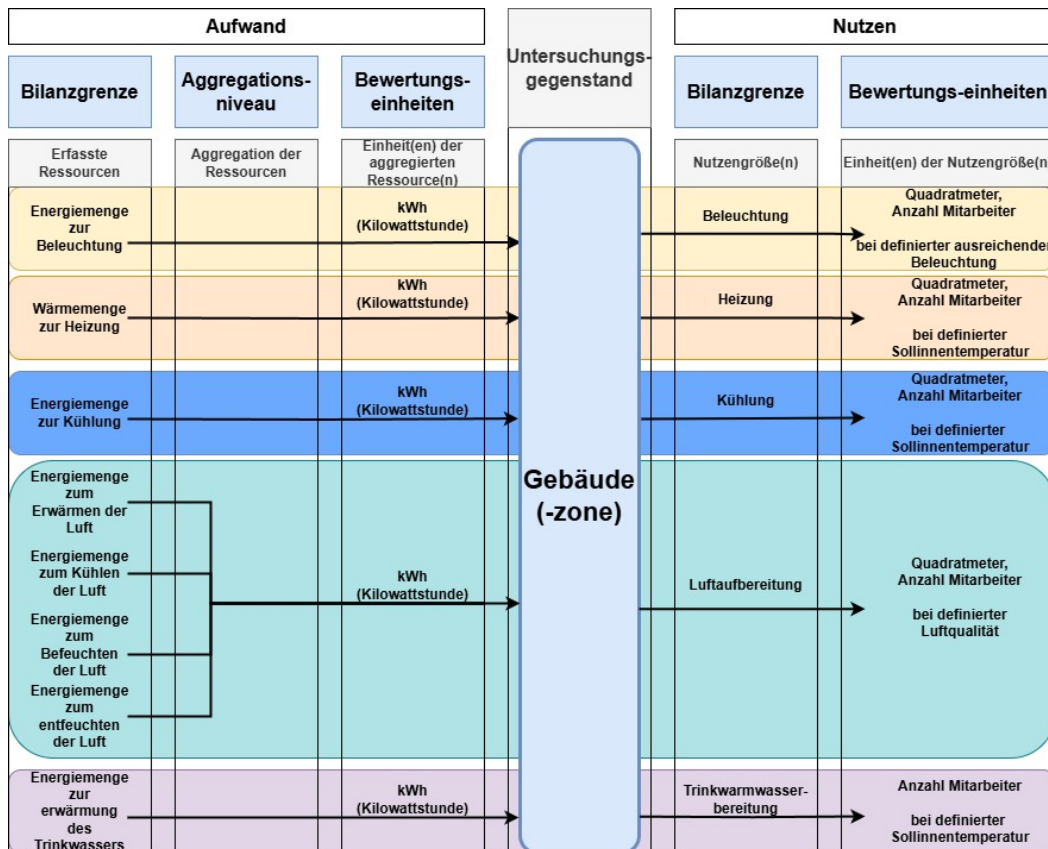 Aufwand
Nutzen
Untersuchungs-
gegenstand
Bilanzgrenze
Aggregations-
niveau
Bewertungs-
einheiten
Bilanzgrenze
Bewertungs-einheiten
Erfasste
Ressourcen
Aggregation der
Ressourcen
Einheit(en) der
aggregierten
Ressource(n)
Nutzengröße(n)
Einheit(en) der Nutzengröße(n
Energiemenge
zur
Beleuchtung
kWh
(Kilowattstunde)
Beleuchtung
Quadratmeter,
Anzahl Mitarbeiter
bei definierter ausreichender
Beleuchtung
Wärmemenge
zur Heizung
kWh
(Kilowattstunde)
Heizung
Quadratmeter,
Anzahl Mitarbeiter
bei definierter
Sollinnentemperatur
Energiemenge
zur Kühlung
kWh
(Kilowattstunde)
Kühlung
Quadratmeter,
Anzahl Mitarbeiter
bei definierter
Sollinnentemperatur
Gebäude
(-zone)
Energiemenge
zum
Erwärmen der
Luft
Energiemenge
zum Kühlen
der Luft
Energiemenge
zum
Befeuchten
der Luft
Energiemenge
zum
entfeuchten
der Luft
kWh
(Kilowattstunde)
Luftaufbereitung
Quadratmeter,
Anzahl Mitarbeiter
bei definierter
Luftqualität
Energiemenge
zur
erwärmung
des
Trinkwassers
kWh
(Kilowattstunde)
Trinkwarmwasser-
bereitung
Anzahl Mitarbeiter
bei definierter
Sollinnentemperatur